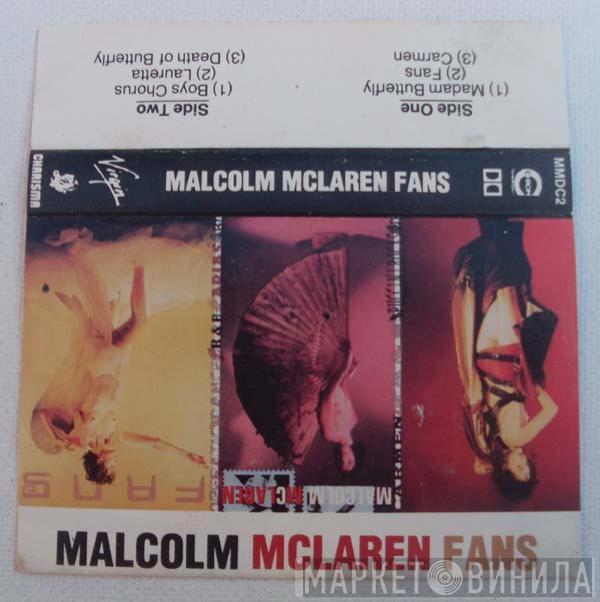 Side One
(1) Madam Butterfly
(2) Fans
(3) Carmen
Side Two
(1) Boys Chorus
(2) Lauretta
(3) Death of Butterfly
CHARISMA
Virgin
MALCOLM MCLAREN FANS
MMDC2
R&B
CARMEN
FANS
MALCOLM MCLAREN
MALCOLM MCLAREN FANS
МАРКЕТ ВИНИЛА